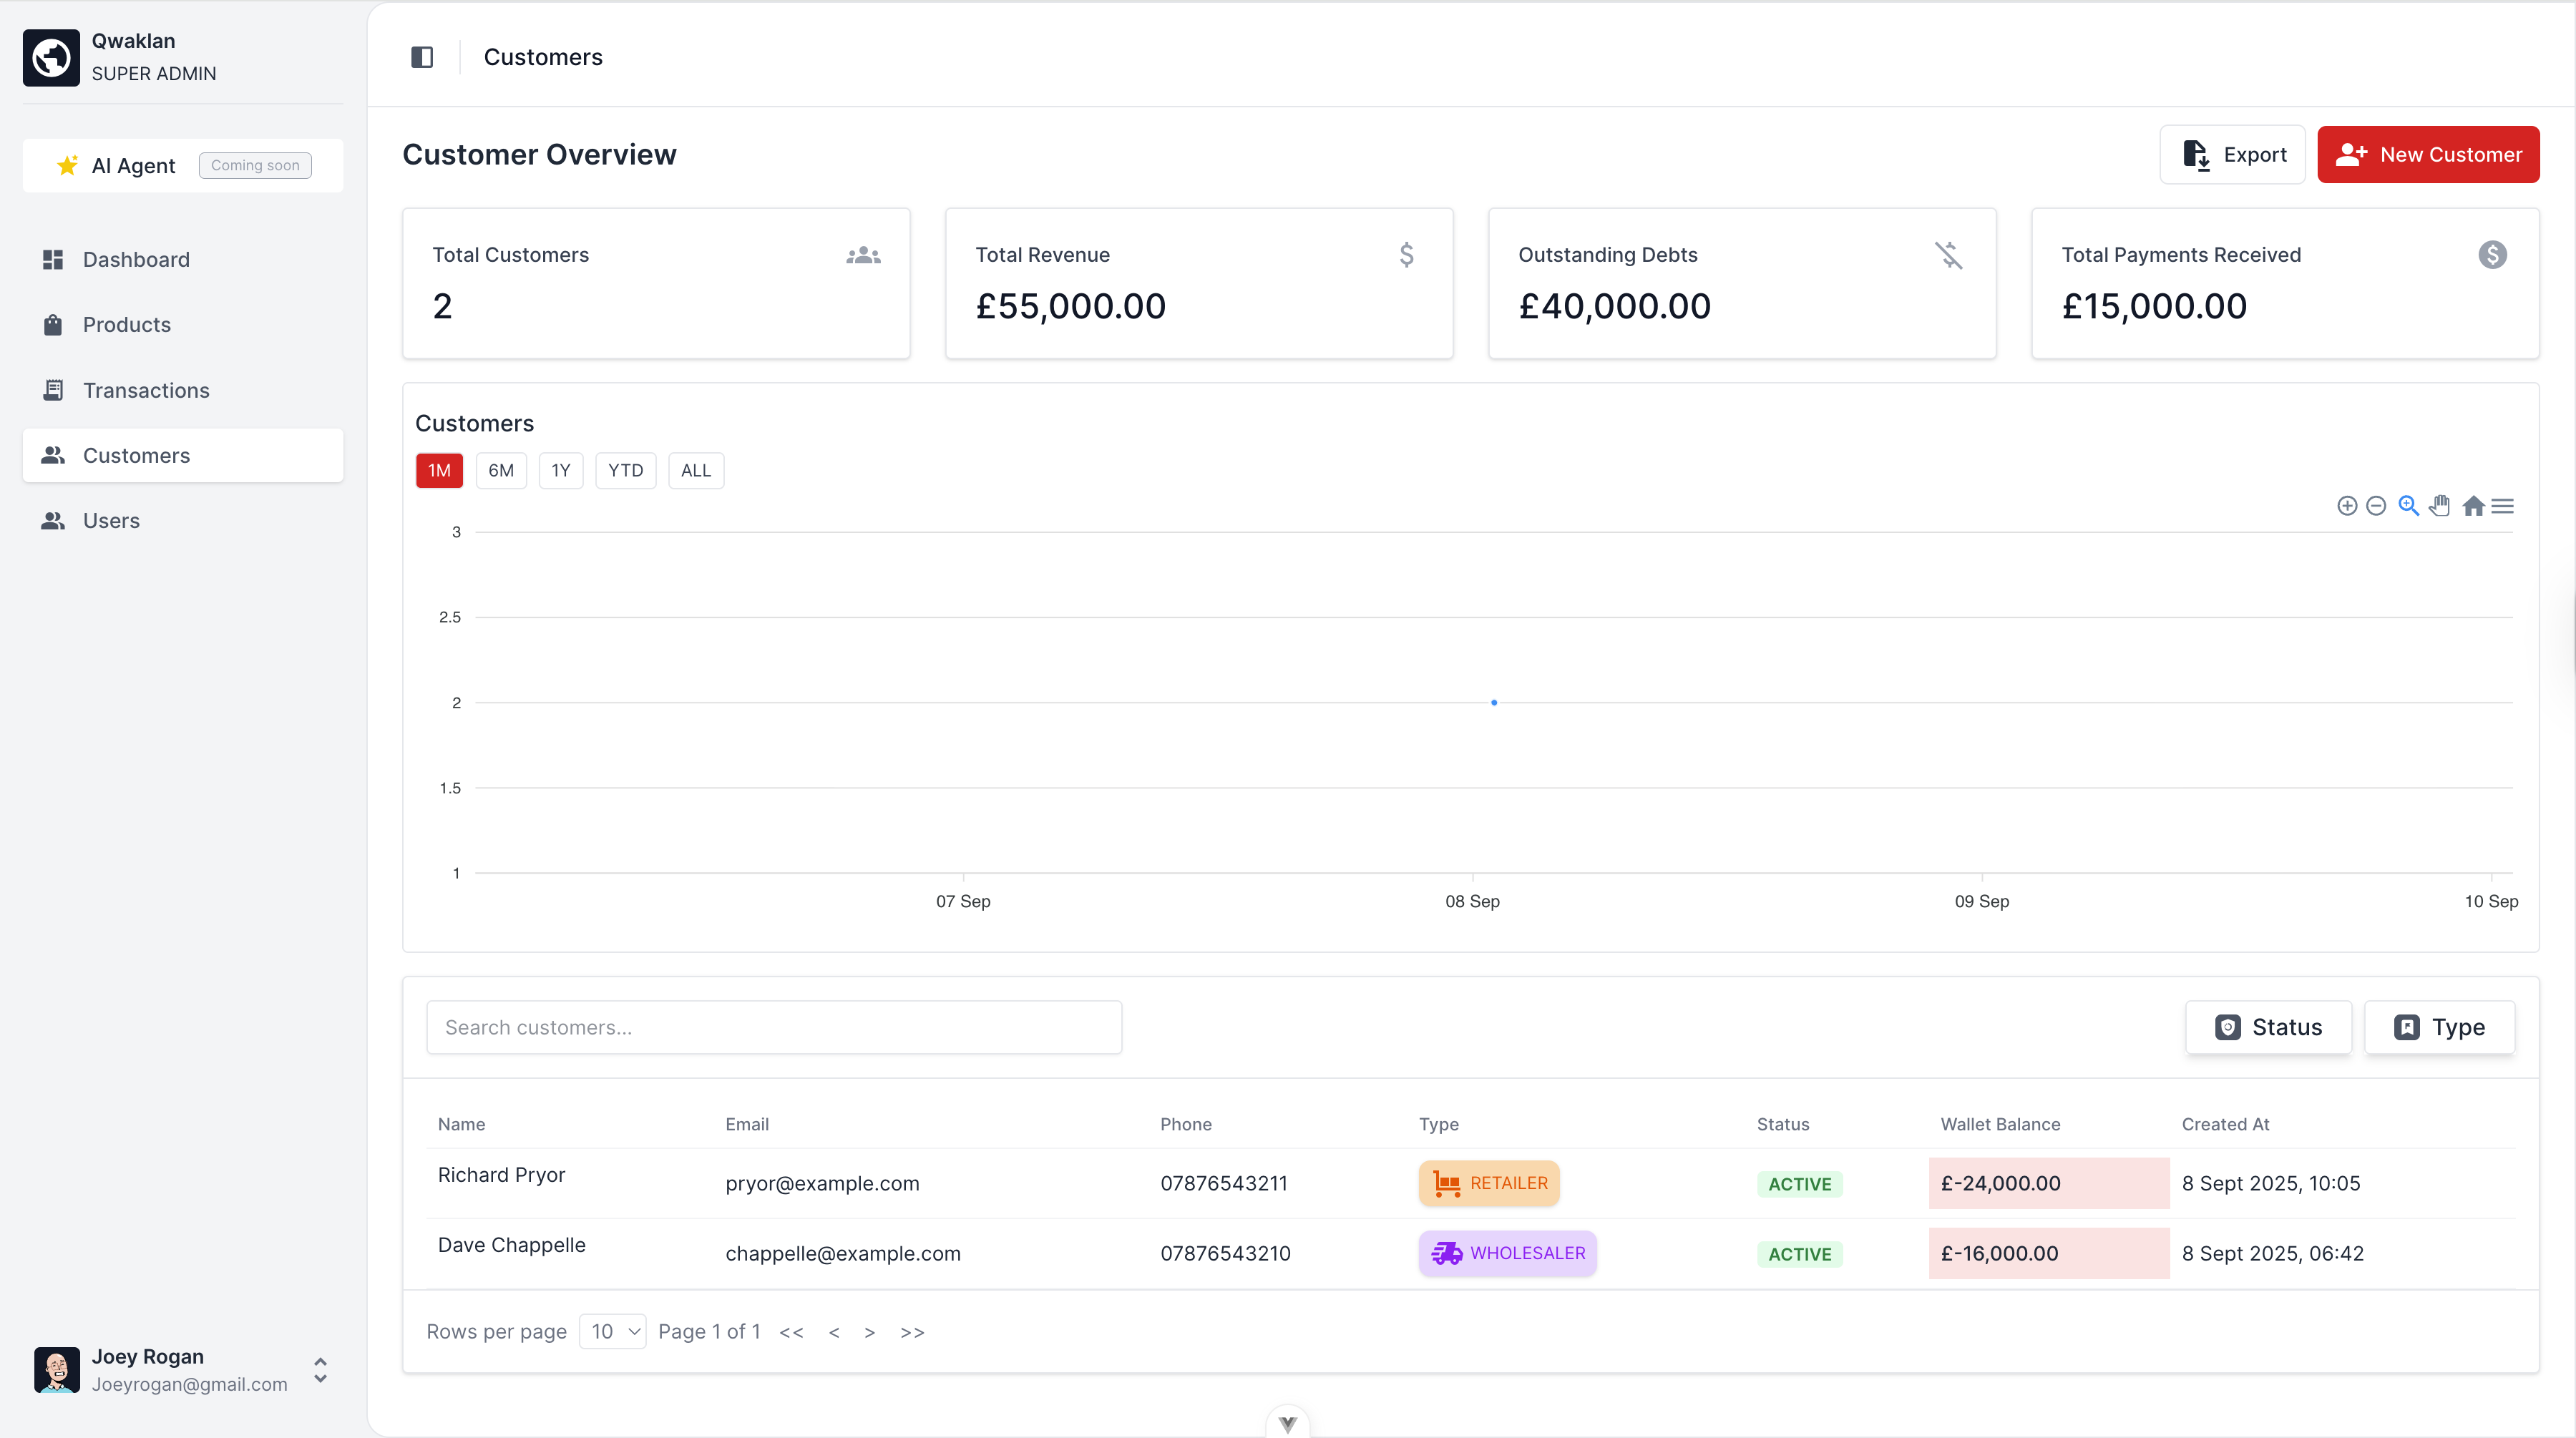 Qwaklan
SUPER ADMIN
AI Agent Coming soon
Dashboard
Products
Transactions
Customers
Users
Joey Rogan
Joeyrogan@gmail.com
Customers
Customer Overview
Export
New Customer
Total Customers
2
Total Revenue
£55,000.00
Outstanding Debts
£40,000.00
Total Payments Received
£15,000.00
Customers
1M 6M 1Y YTD ALL
3
2.5
2
1.5
1
07 Sep 08 Sep 09 Sep 10 Sep
Search customers...
Status
Type
Name Email Phone Type Status Wallet Balance Created At
Richard Pryor pryor@example.com 07876543211 RETAILER ACTIVE £-24,000.00 8 Sept 2025, 10:05
Dave Chappelle chappelle@example.com 07876543210 WHOLESALER ACTIVE £-16,000.00 8 Sept 2025, 06:42
Rows per page 10 Page 1 of 1 << < > >>